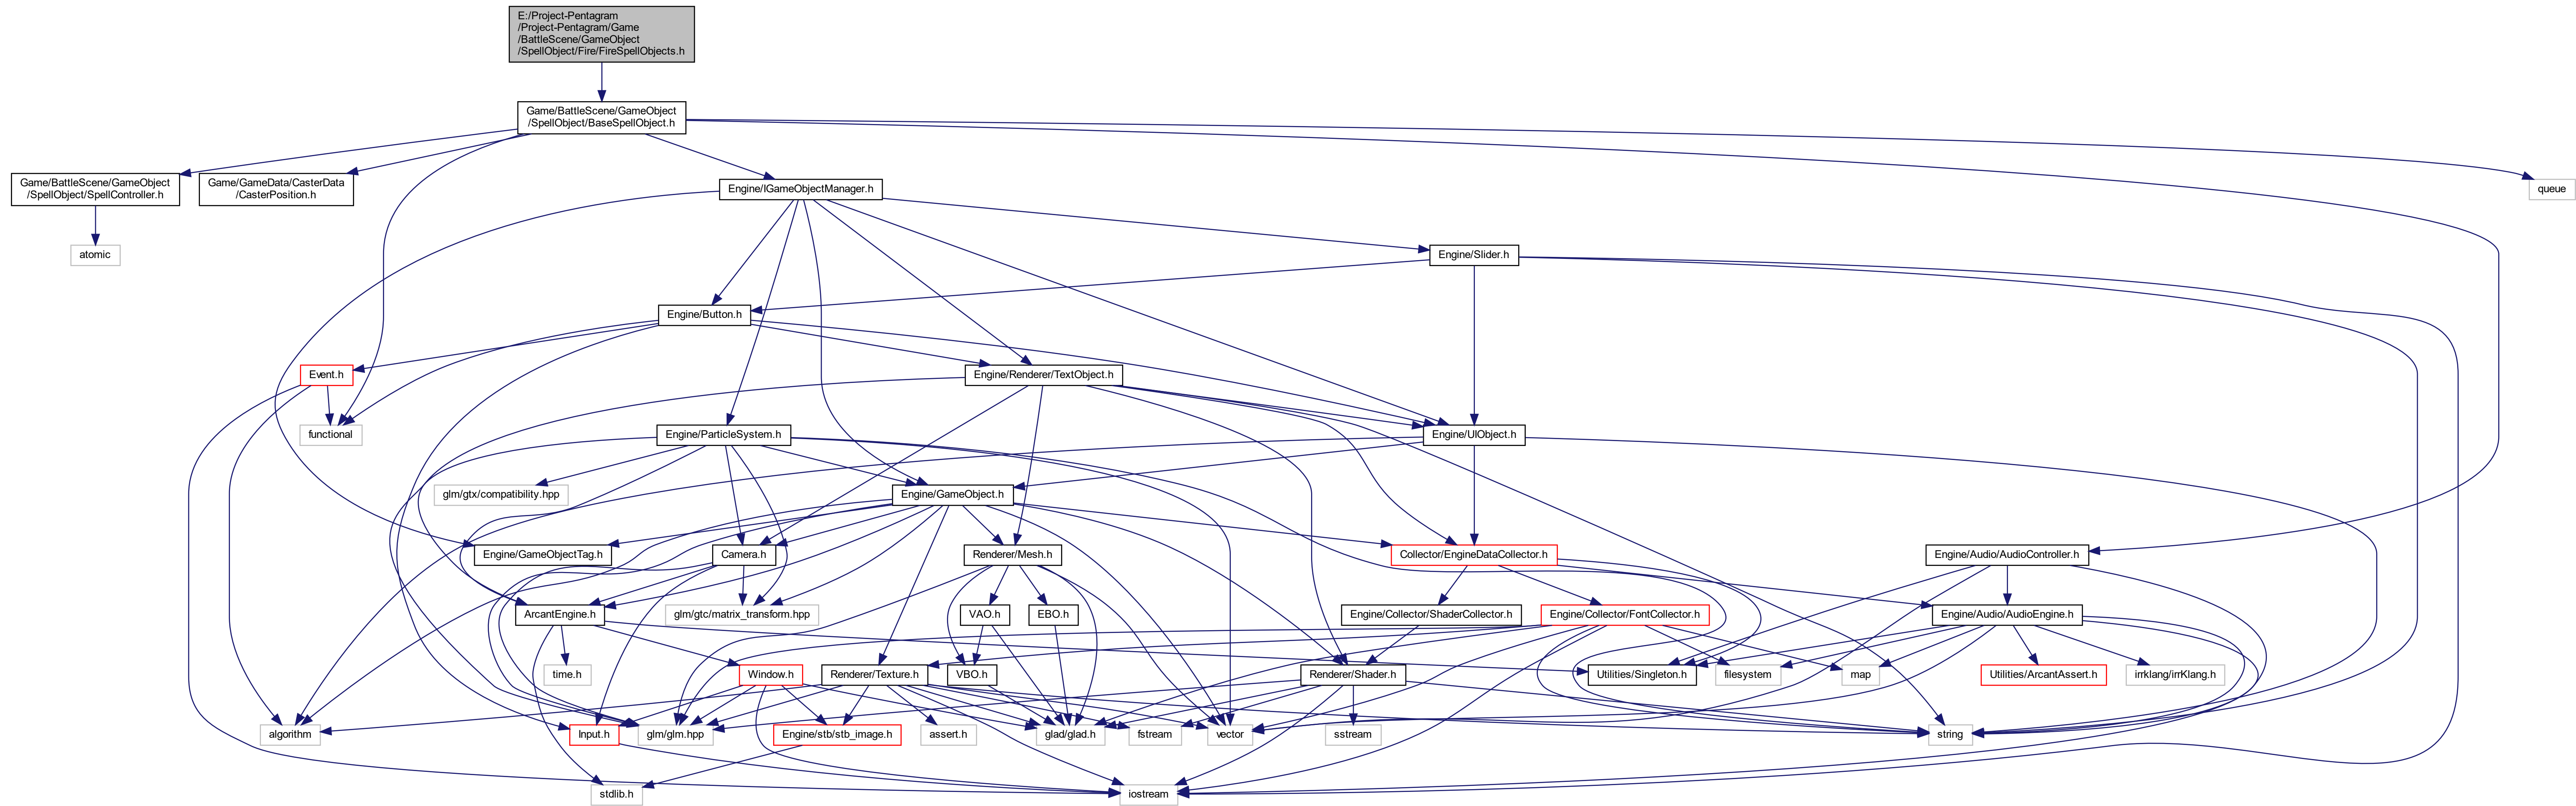 E:/Project-Pentagram
/Project-Pentagram/Game
/BattleScene/GameObject
/SpellObject/Fire/FireSpellObjects.h
Game/BattleScene/GameObject
/SpellObject/BaseSpellObject.h
Game/BattleScene/GameObject
/SpellObject/SpellController.h
Game/GameData/CasterData
/CasterPosition.h
Engine/IGameObjectManager.h
queue
atomic
Engine/Slider.h
Engine/Button.h
Event.h
Engine/Renderer/TextObject.h
functional
Engine/ParticleSystem.h
Engine/UIObject.h
glm/gtx/compatibility.hpp
Engine/GameObject.h
Engine/GameObjectTag.h
Camera.h
Renderer/Mesh.h
Collector/EngineDataCollector.h
Engine/Audio/AudioController.h
ArcantEngine.h
glm/gtc/matrix_transform.hpp
VAO.h
EBO.h
Engine/Collector/ShaderCollector.h
Engine/Collector/FontCollector.h
Engine/Audio/AudioEngine.h
time.h
Window.h
Renderer/Texture.h
VBO.h
Renderer/Shader.h
Utilities/Singleton.h
filesystem
map
Utilities/ArcantAssert.h
irrklang/irrKlang.h
algorithm
Input.h
glm/glm.hpp
Engine/stb/stb_image.h
assert.h
glad/glad.h
fstream
vector
sstream
string
stdlib.h
iostream